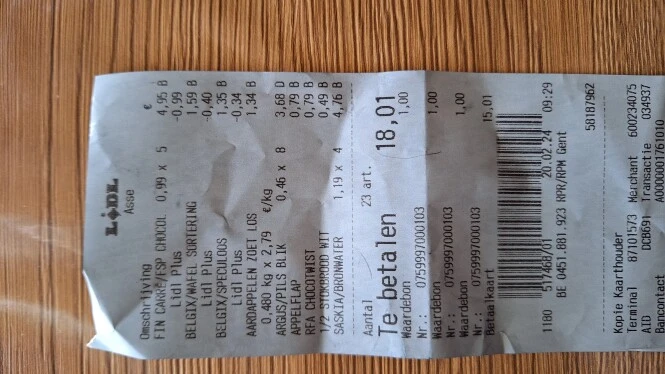 LiDL
Asse
Omschrijving €
FIN CARRÉ/ESP CHOCOL 0,99 x 5 4,95 B
Lidl Plus -0,99
BELGIX/WAFEL SORTERING 1,59 B
Lidl Plus -0,40
BELGIX/SPECULOOS 1,35 B
Lidl Plus -0,34
AARDAPPELEN ZOET LOS 1,34 B
0,480 kg x 2,79 €/kg
ARGUS/PILS BLIK 0,46 x 8 3,68 D
APPELFLAP 0,79 B
RFA CHOCOTWIST 0,79 B
1/2 STOKBROOD WIT 0,49 B
SASKIA/BRONWATER 1,19 x 4 4,76 B
Aantal 23 art.
Te betalen 18,01
Waardebon 1,00
Nr.: 0759997000103
Waardebon 1,00
Nr.: 0759997000103
Waardebon 1,00
Nr.: 0759997000103
Betaalkaart 15,01
1180 517468/01 20.02.24 09:29
BE 0451.881.923 RPR/RPM Gent
58187962
Kopie Kaarthouder
Terminal 87101573 Merchant 600234075
DCB691 Transactie 034937
AID A0000001761010
Bancontact